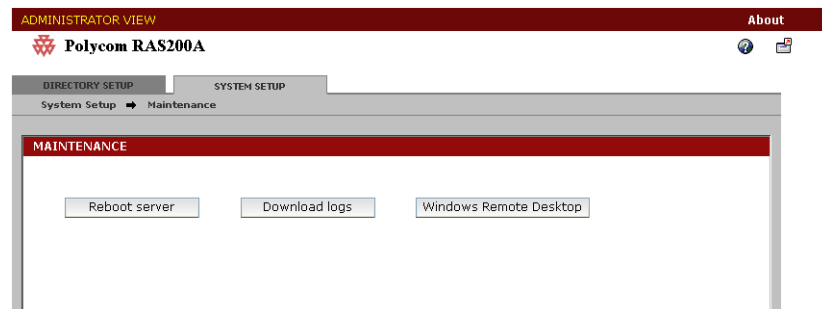 ADMINISTRATOR VIEW About
Polycom RAS200A
DIRECTORY SETUP SYSTEM SETUP
System Setup ➡ Maintenance
MAINTENANCE
Reboot server Download logs Windows Remote Desktop